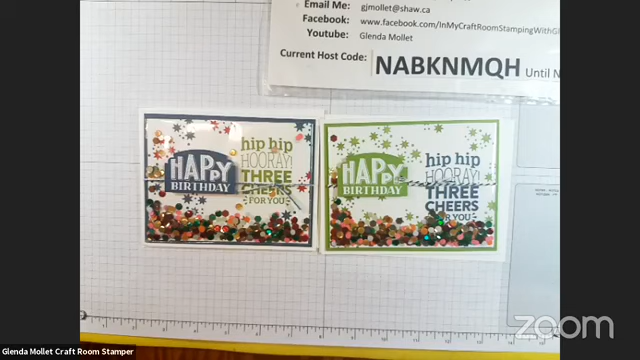 Email Me: gjmollet@shaw.ca
Facebook: www.facebook.com/InMyCraftRoomStampingWithGl
Youtube: Glenda Mollet
Current Host Code: NABKNMQH Until N
hip hip
HOORAY!
HAPPY
BIRTHDAY
THREE
CHEERS
FOR YOU
hip hip
HOORAY!
HAPPY
BIRTHDAY
THREE
CHEERS
FOR YOU
zoom
Glenda Mollet Craft Room Stamper